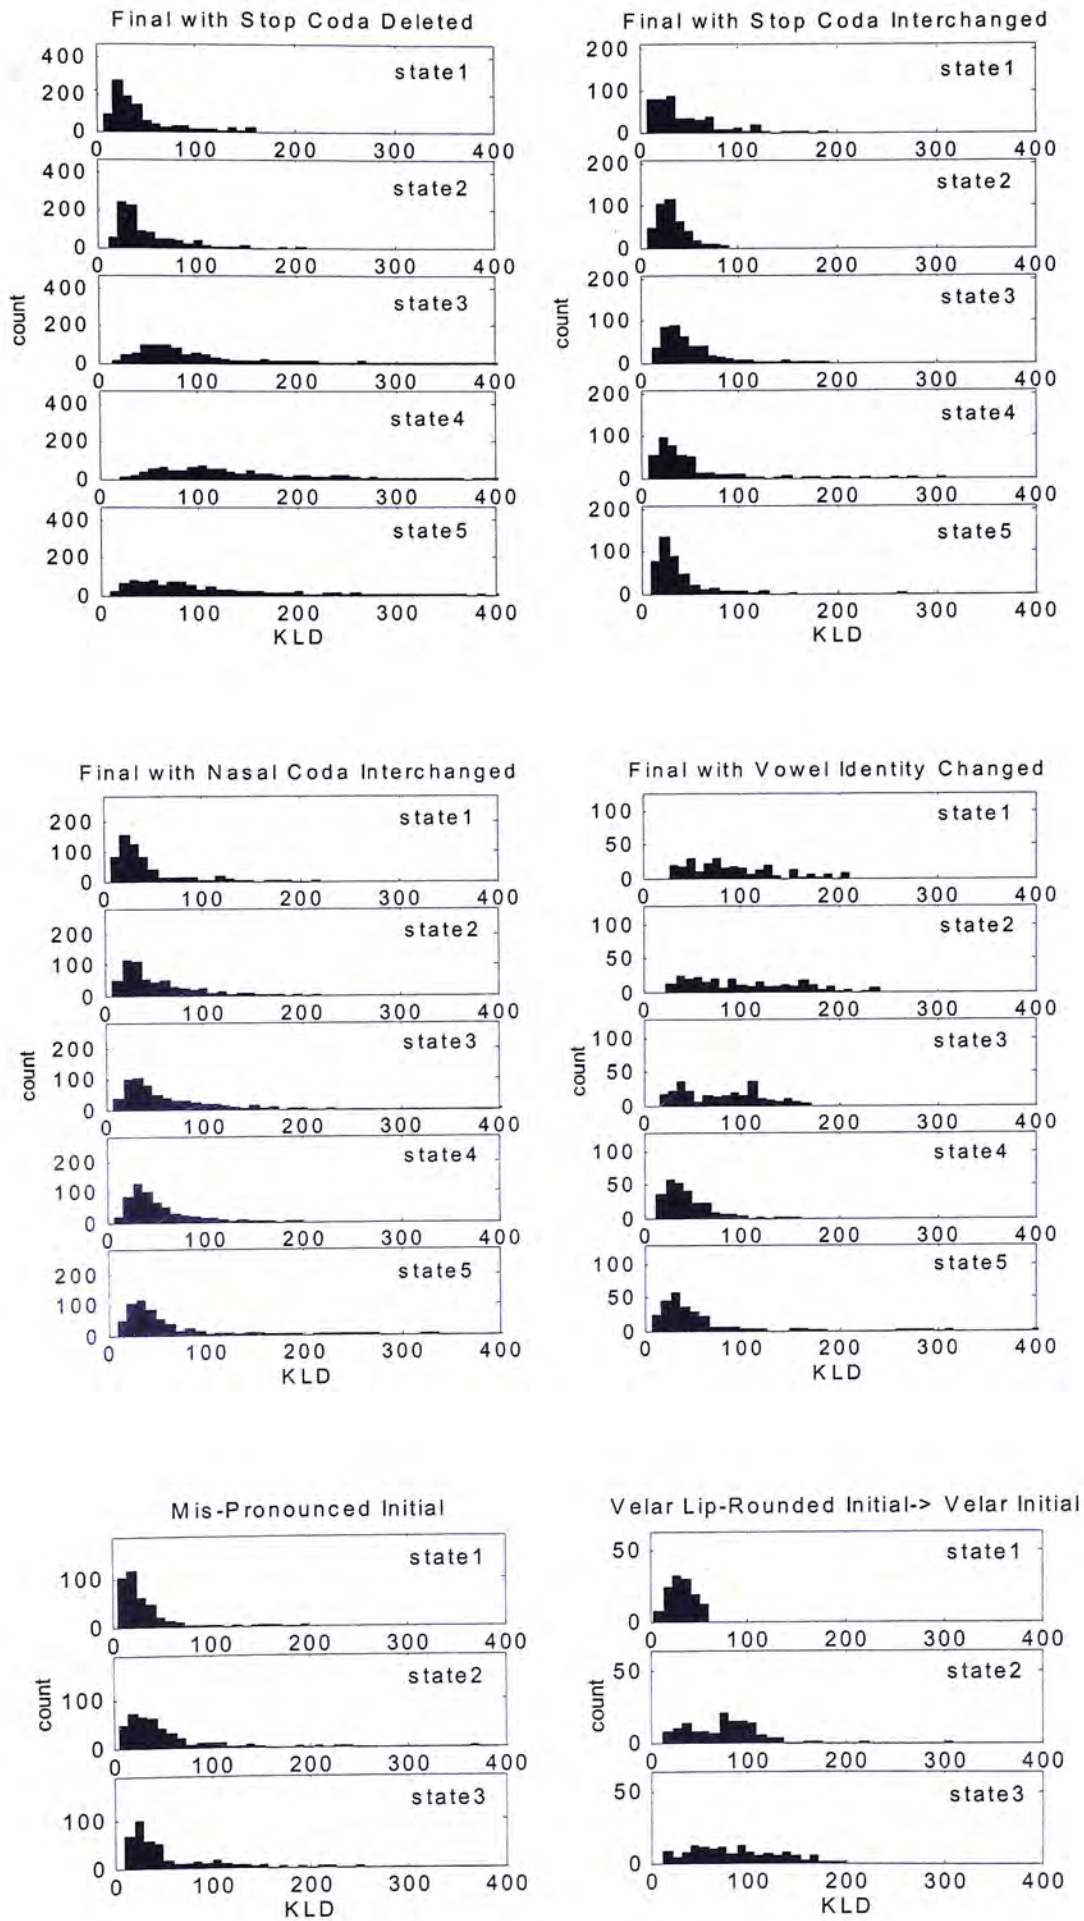 Final with Stop Coda Deleted
400
200
0
state1
0 100 200 300 400
400
200
0
state2
0 100 200 300 400
400
200
0
state3
0 100 200 300 400
400
200
0
state4
0 100 200 300 400
400
200
0
state5
0 100 200 300 400
count
KLD
Final with Stop Coda Interchanged
200
100
0
state1
0 100 200 300 400
200
100
0
state2
0 100 200 300 400
200
100
0
state3
0 100 200 300 400
200
100
0
state4
0 100 200 300 400
200
100
0
state5
0 100 200 300 400
count
KLD
Final with Nasal Coda Interchanged
200
100
0
state1
0 100 200 300 400
200
100
0
state2
0 100 200 300 400
200
100
0
state3
0 100 200 300 400
200
100
0
state4
0 100 200 300 400
200
100
0
state5
0 100 200 300 400
count
KLD
Final with Vowel Identity Changed
100
50
0
state1
0 100 200 300 400
100
50
0
state2
0 100 200 300 400
100
50
0
state3
0 100 200 300 400
100
50
0
state4
0 100 200 300 400
100
50
0
state5
0 100 200 300 400
count
KLD
Mis-Pronounced Initial
100
0
state1
0 100 200 300 400
100
0
state2
0 100 200 300 400
100
0
state3
0 100 200 300 400
count
KLD
Velar Lip-Rounded Initial-> Velar Initial
50
0
state1
0 100 200 300 400
50
0
state2
0 100 200 300 400
50
0
state3
0 100 200 300 400
count
KLD